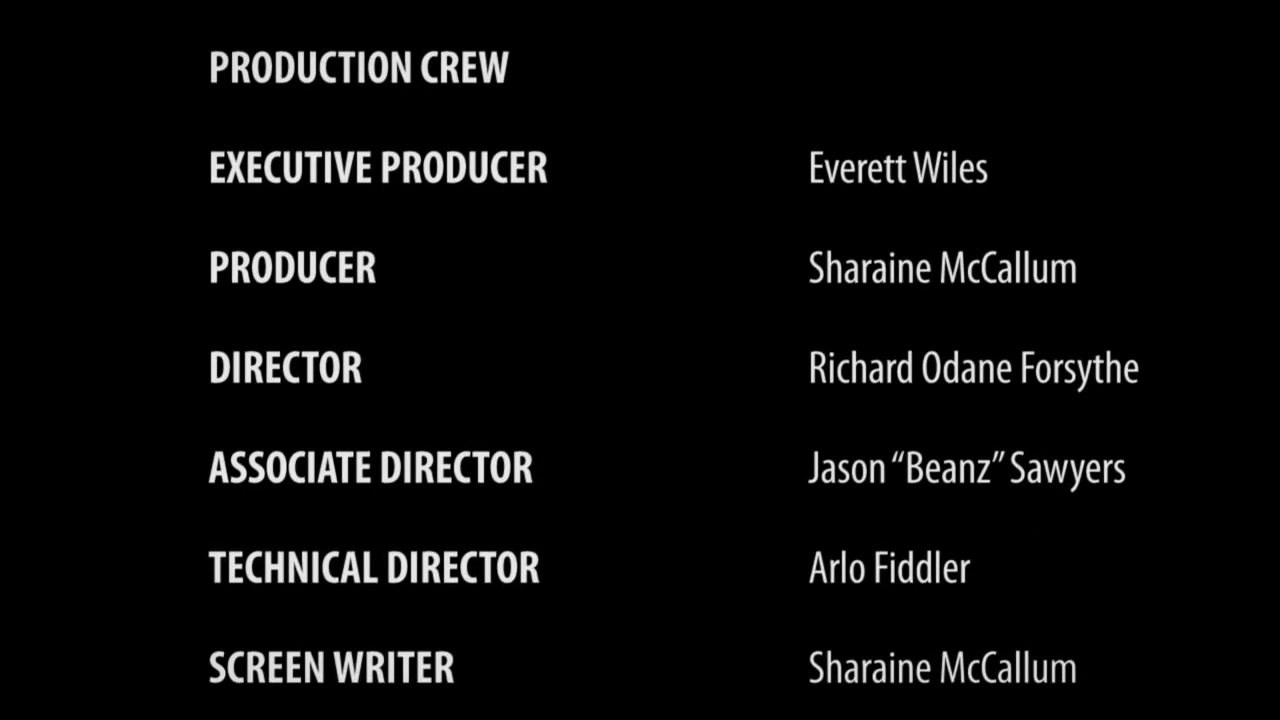 PRODUCTION CREW
EXECUTIVE PRODUCER Everett Wiles
PRODUCER Sharaine McCallum
DIRECTOR Richard Odane Forsythe
ASSOCIATE DIRECTOR Jason “Beanz” Sawyers
TECHNICAL DIRECTOR Arlo Fiddler
SCREEN WRITER Sharaine McCallum